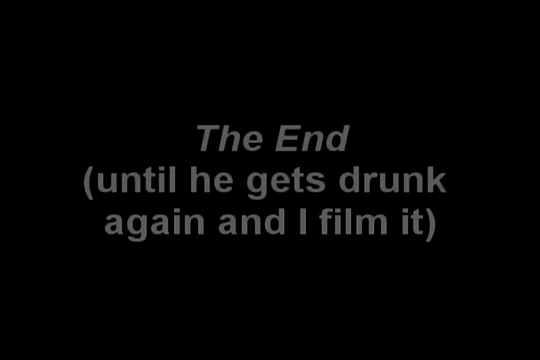 The End
(until he gets drunk
again and I film it)